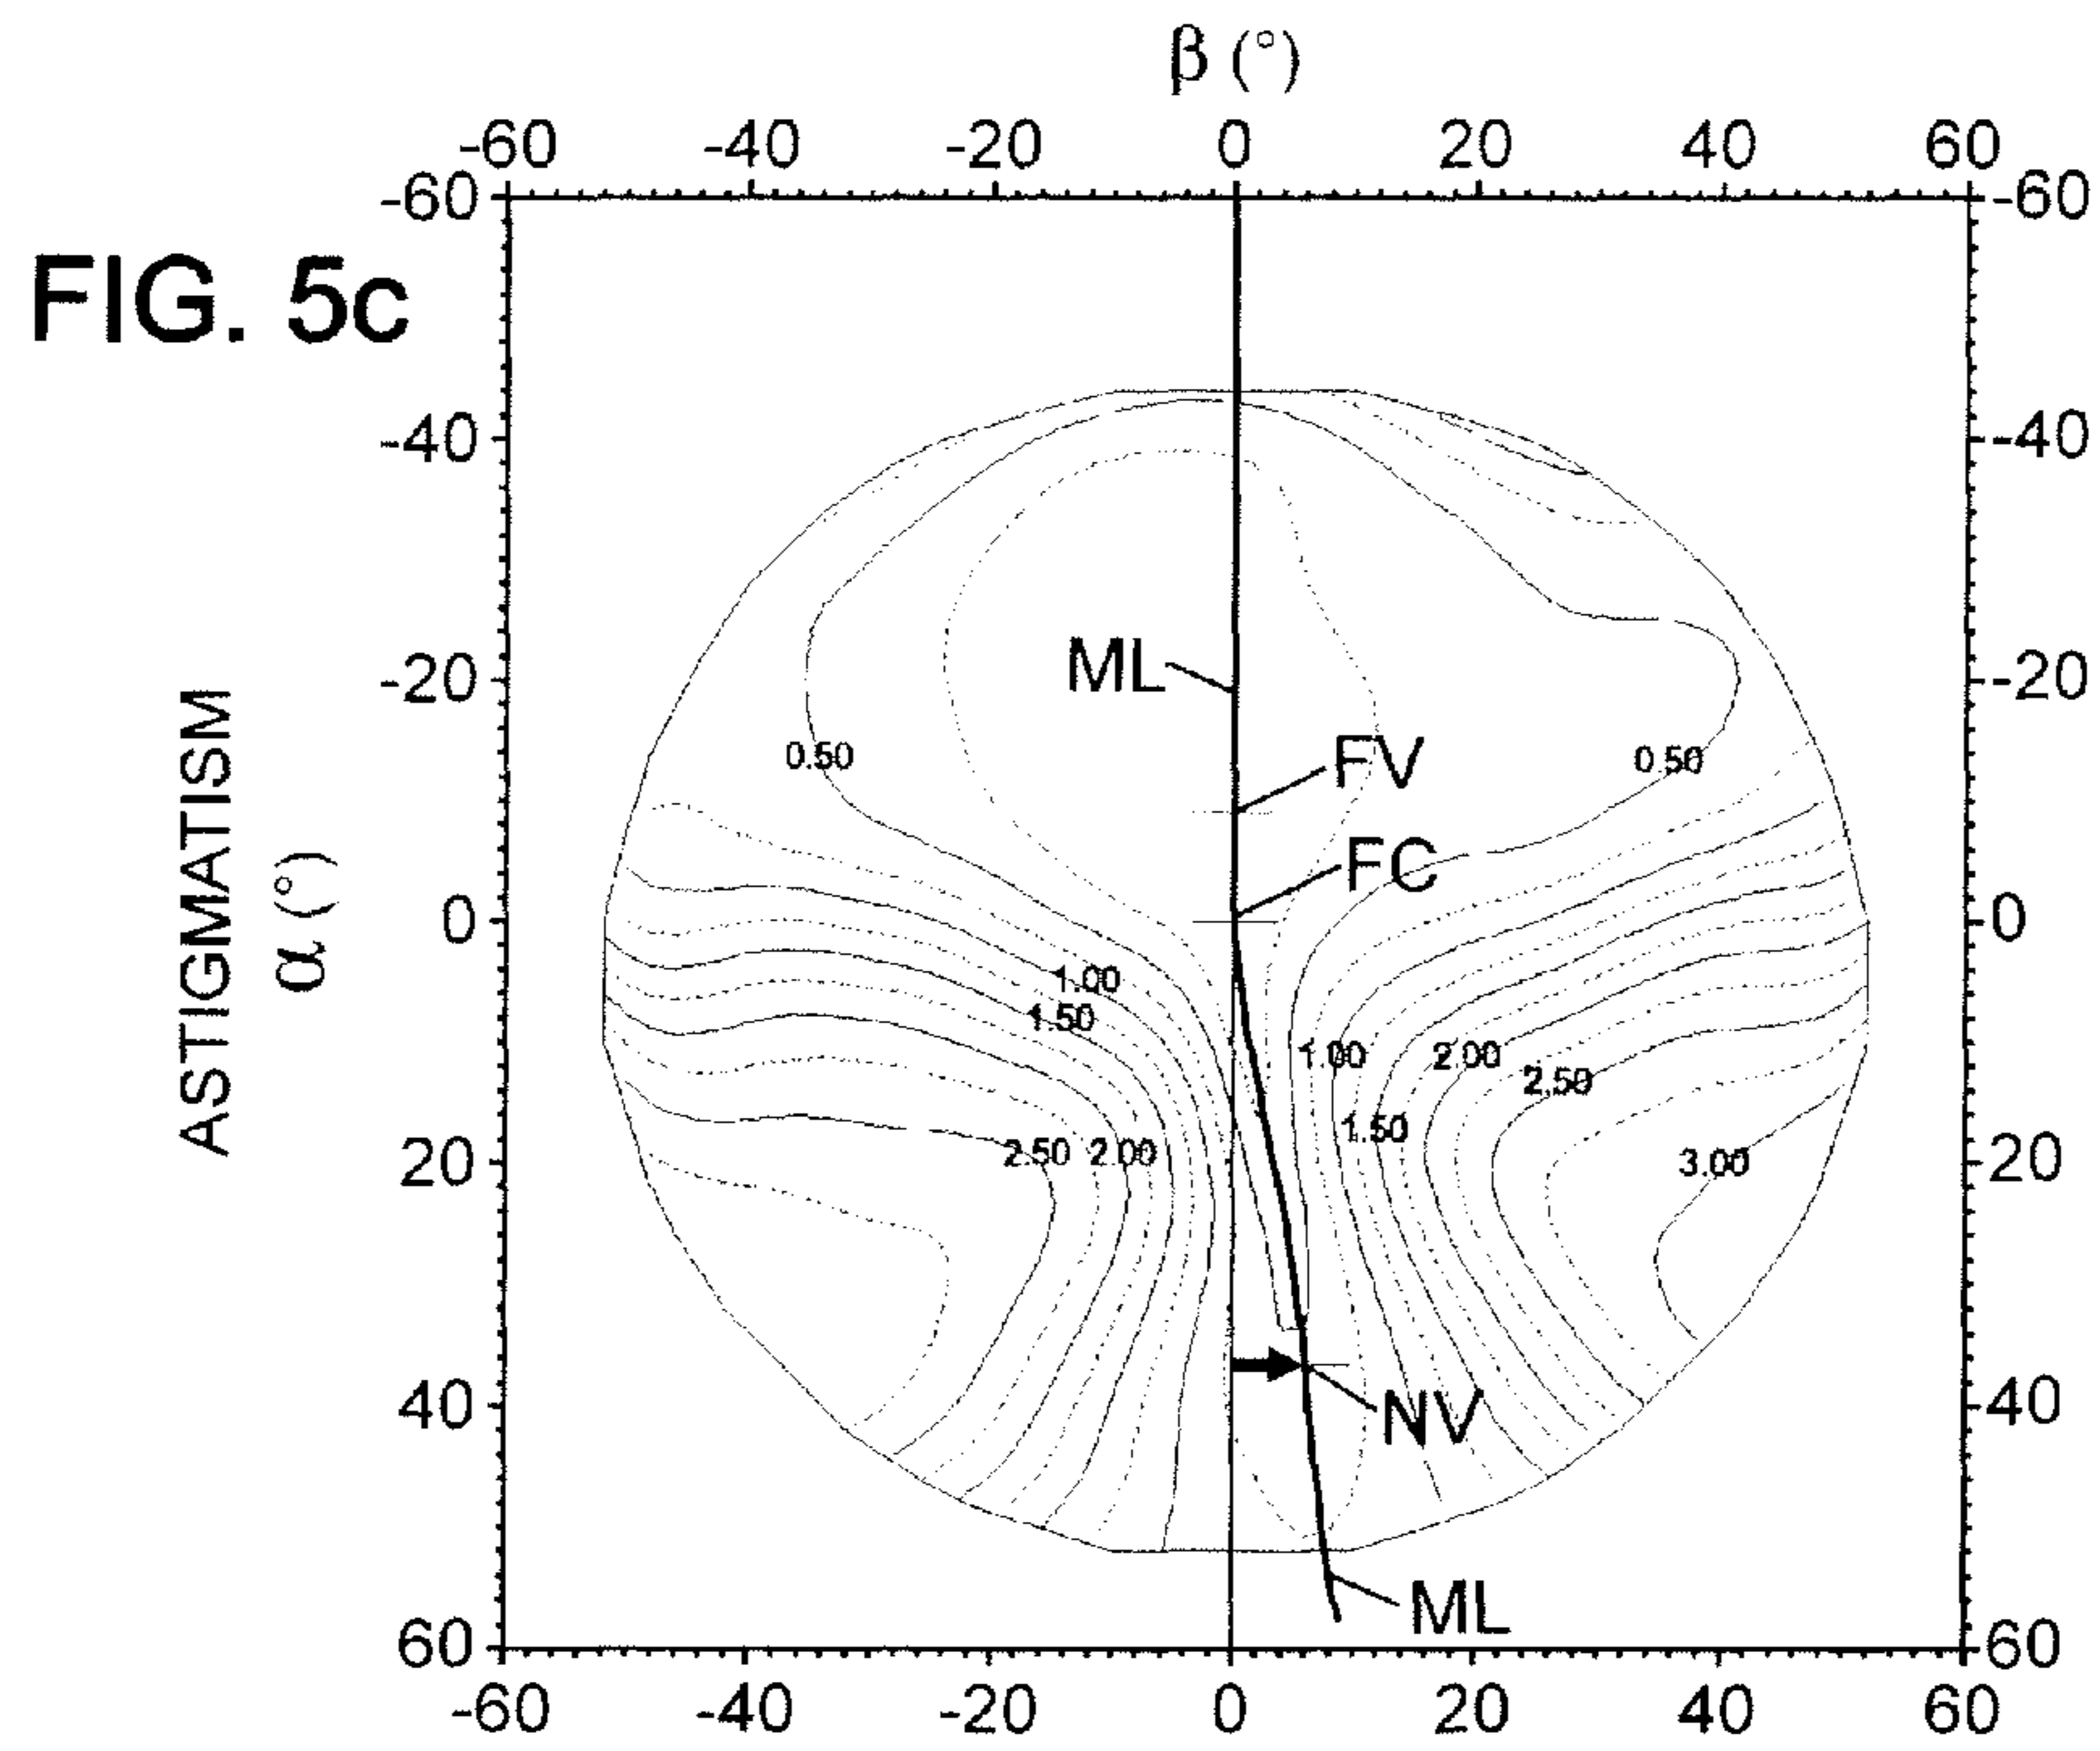 β (°)
-60 -40 -20 0 20 40 60
-60 -60
FIG. 5c
-40 -40
ML
-20 -20
FV
0.50 0.50
FC
ASTIGMATISM
α (°)
0 0
1.00
1.50
1.00 2.00
2.50
1.50
2.50 2.00
3.00
20 20
40 40
NV
ML
60 60
-60 -40 -20 0 20 40 60